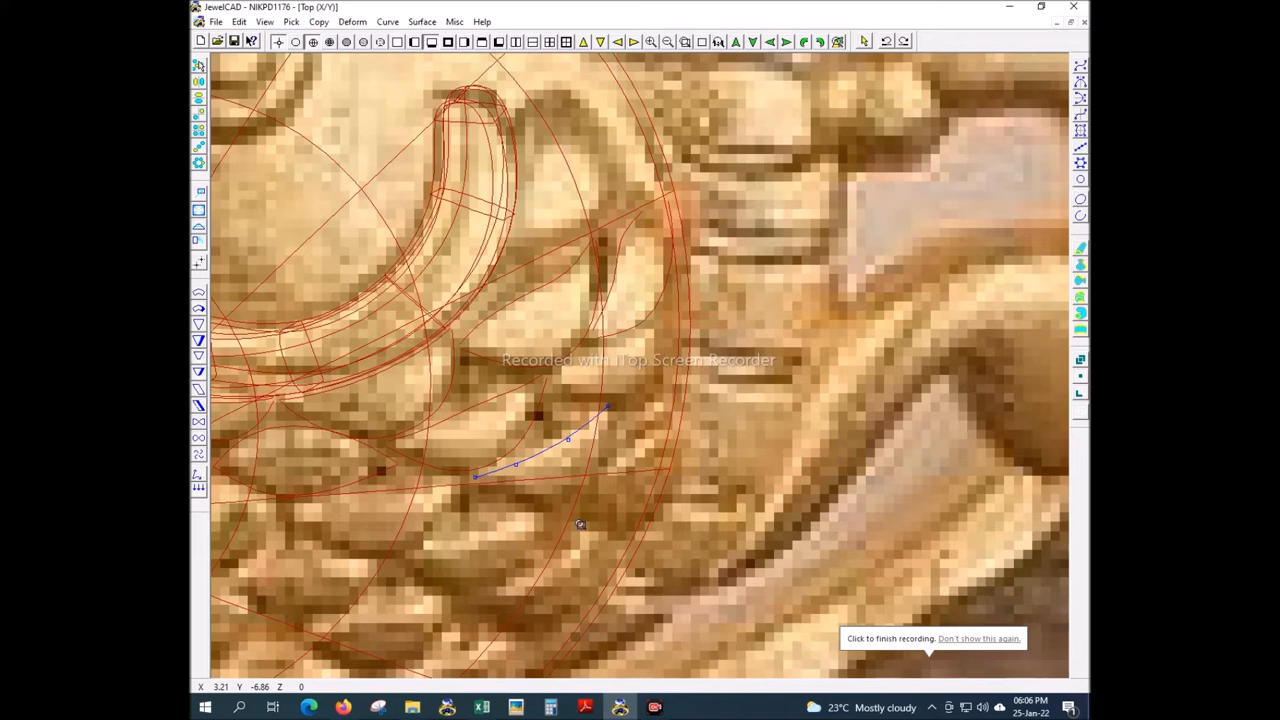 JewelCAD - NIKPD1176 - [Top (X/Y)]
File Edit View Pick Copy Deform Curve Surface Misc Help
Recorded with iTop Screen Recorder
Click to finish recording. Don't show this again.
X 3.21 Y -6.86 Z 0
23°C Mostly cloudy
06:06 PM
25-Jan-22